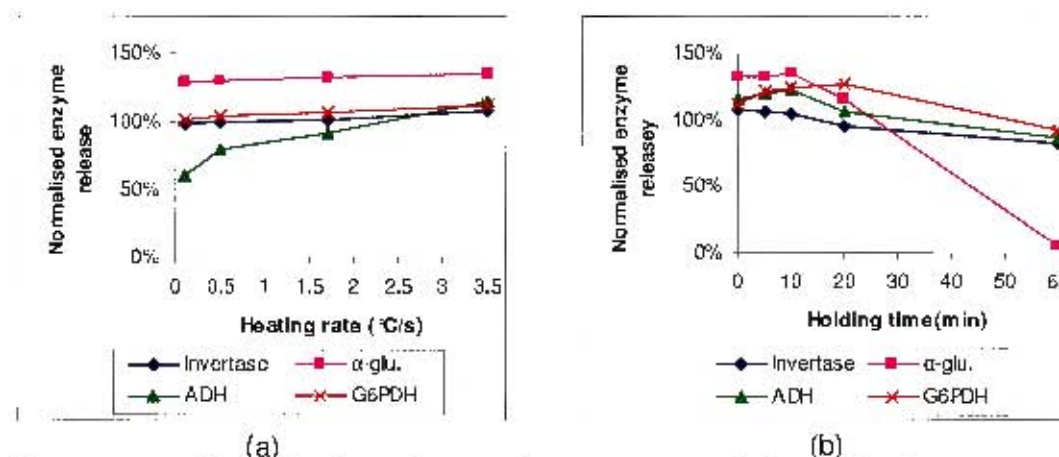 150%
100%
50%
0%
Normalised enzyme
release
0 0.5 1 1.5 2 2.5 3 3.5
Heating rate (°C/s)
Invertase α-glu.
ADH G6PDH
(a)
150%
100%
50%
0%
Normalised enzyme
releasey
0 10 20 30 40 50
Holding time(min)
Invertase α-glu.
ADH G6PDH
(b)